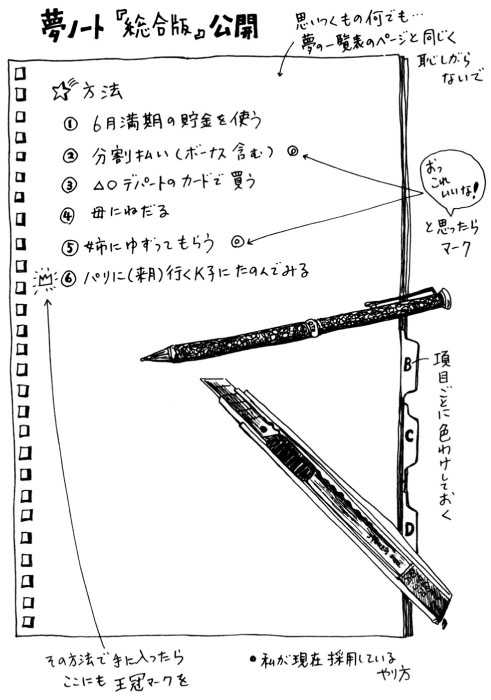 夢ノート『総合版』公開
思いつくもの何でも…
夢の一覧表のページと同じく
恥しがら
ないで
☆方法
① 6月満期の貯金を使う
② 分割払い(ボーナス含む) ◎
③ △○デパートのカードで買う
④ 母にねだる
⑤ 姉にゆずってもらう ◎
⑥ パリに(来月)行くK子にたのんでみる
おっ
これ
いいな!
と思ったら
マーク
B
C
D
項目ごとに色わけしておく
その方法で手に入ったら
ここにも王冠マークを
●私が現在採用している
やり方